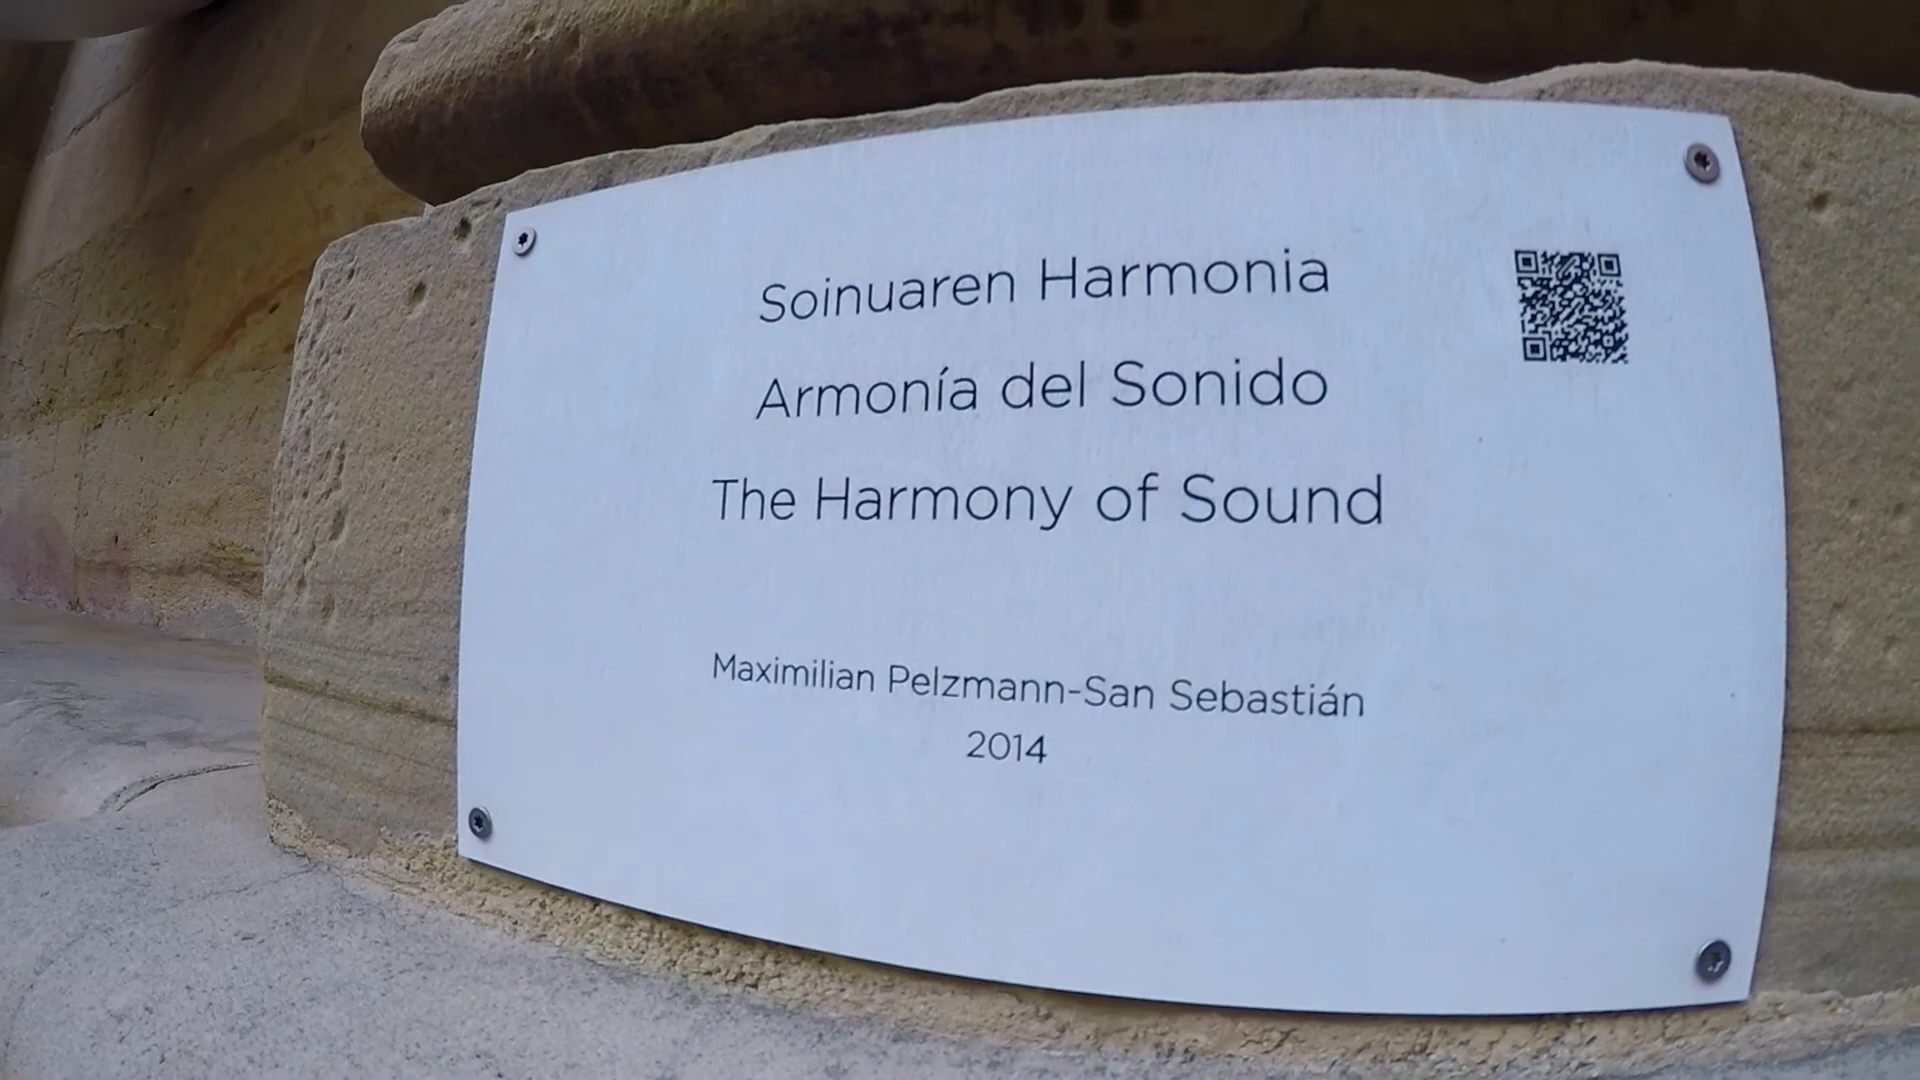 Soinuaren Harmonia
Armonía del Sonido
The Harmony of Sound
Maximilian Pelzmann-San Sebastián
2014